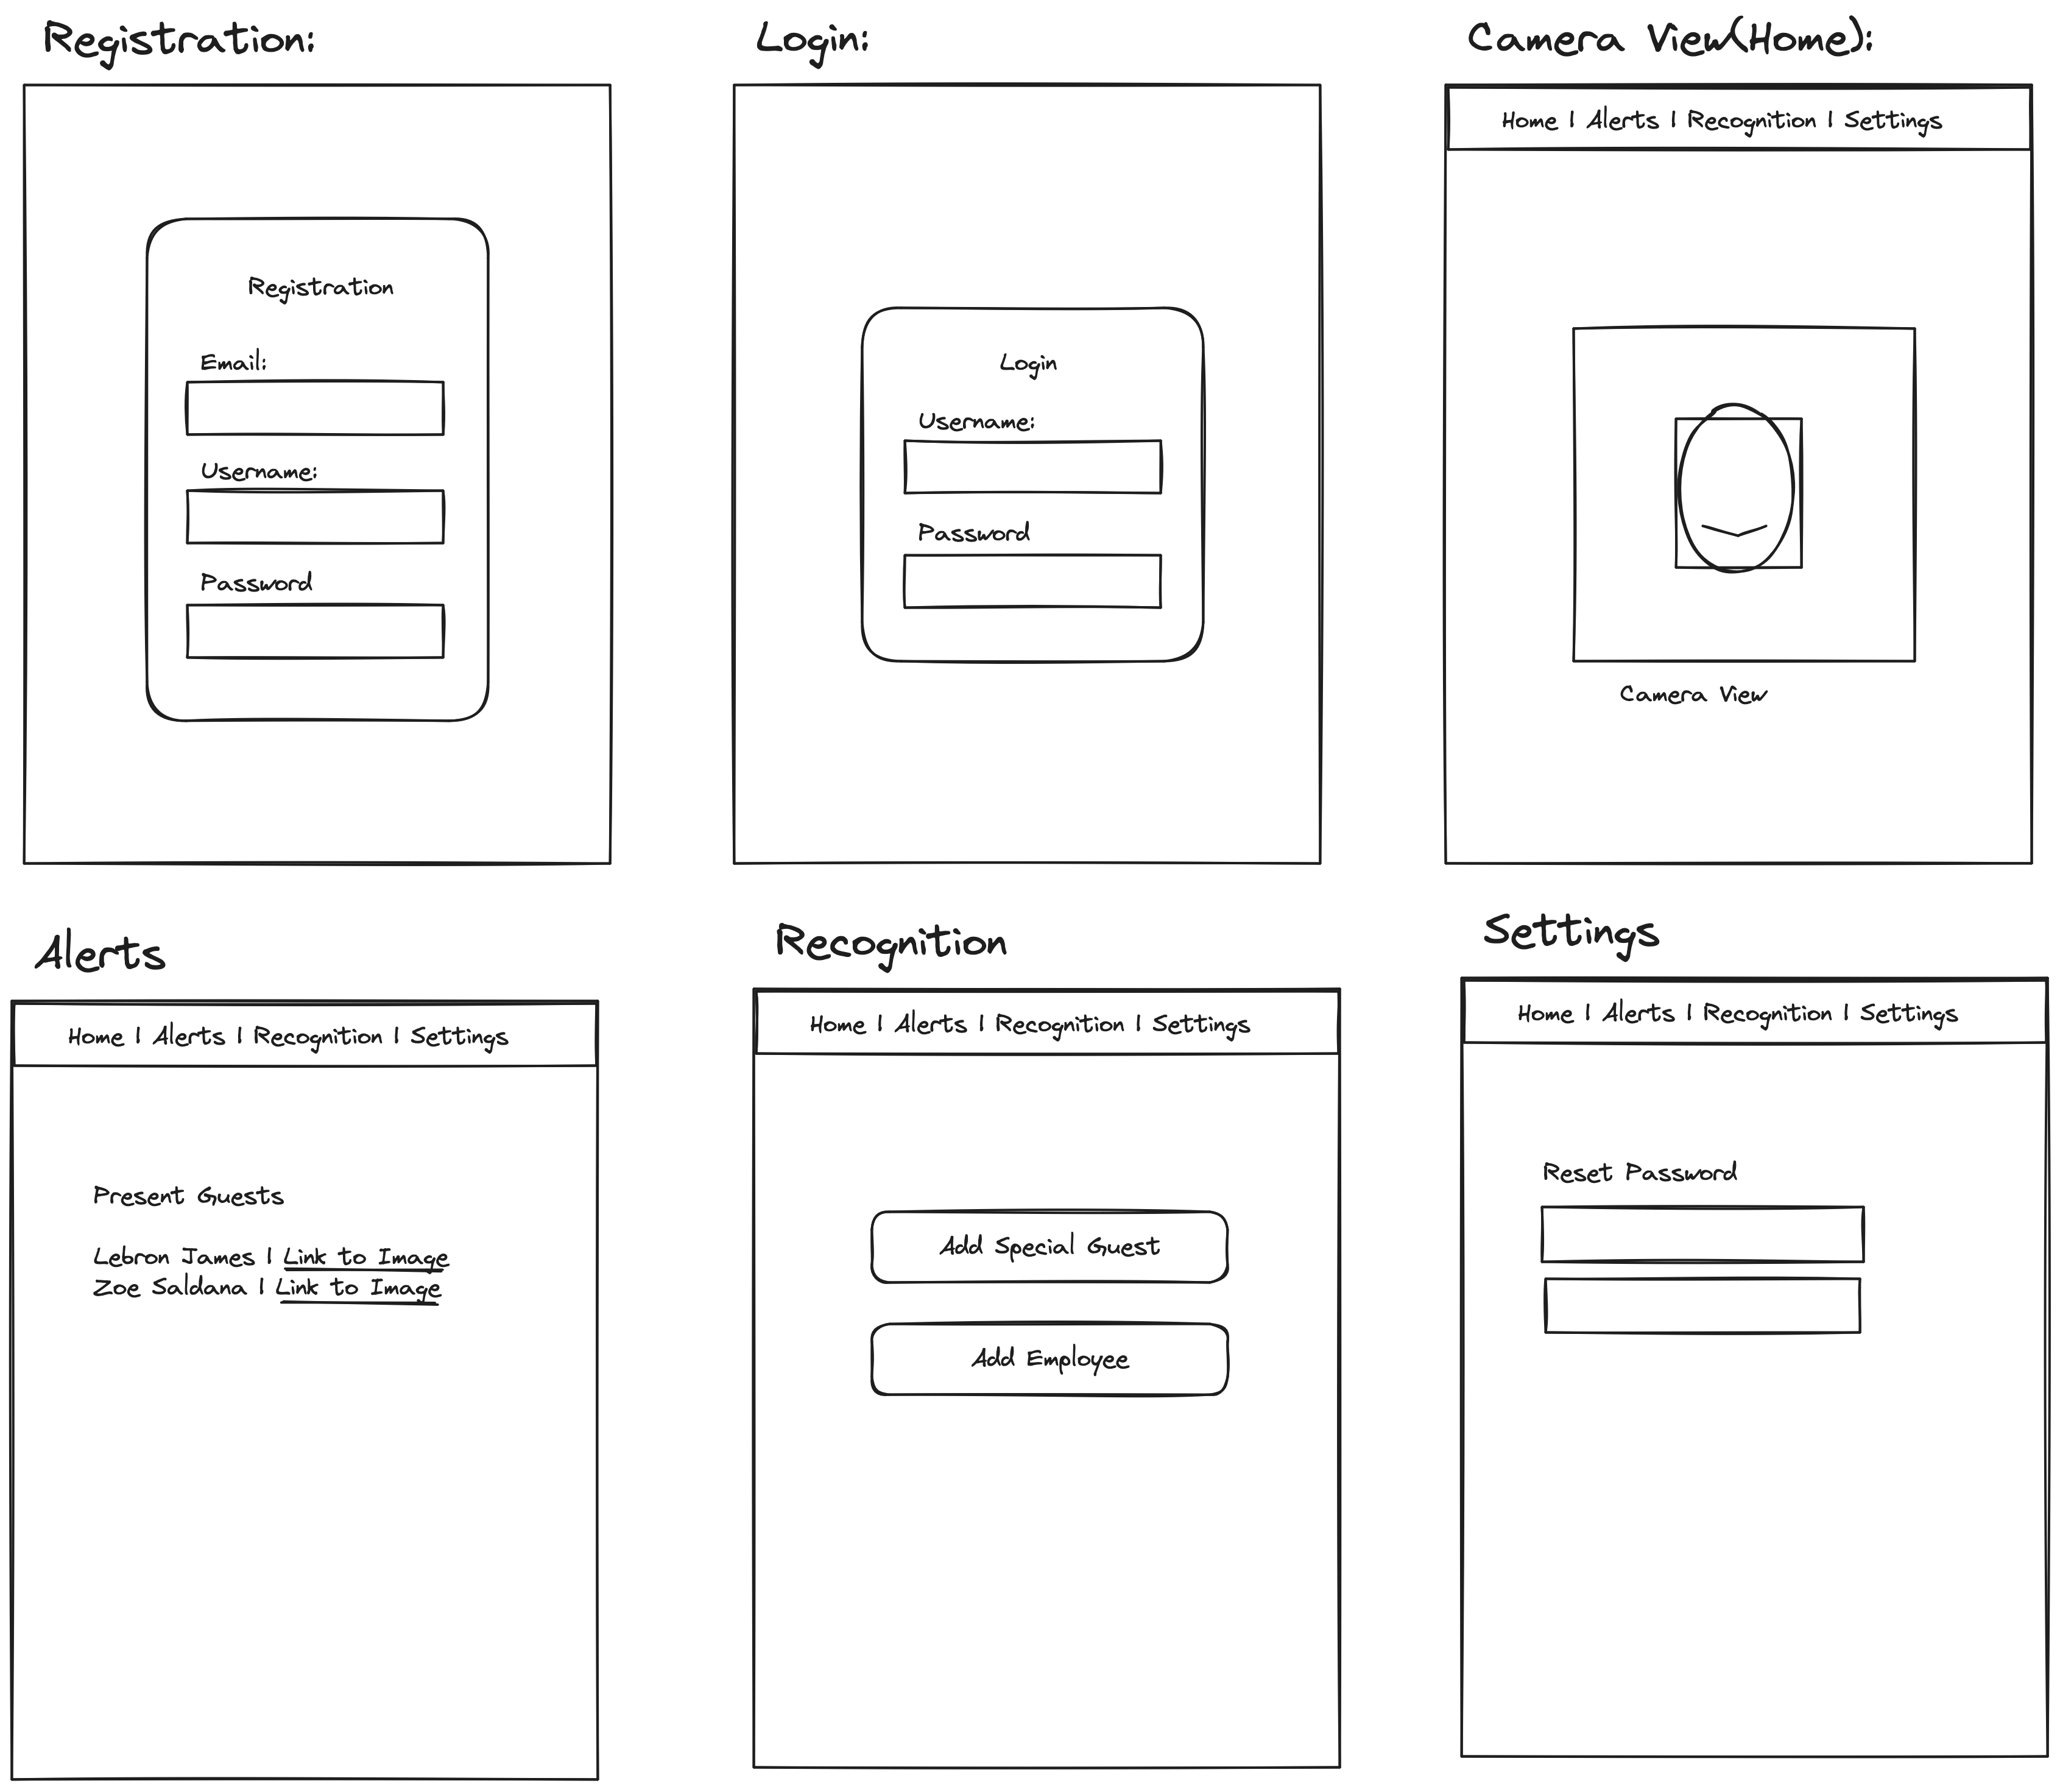 Registration:
Registration
Email:
Username:
Password
Login:
Login
Username:
Password
Camera View(Home):
Home | Alerts | Recognition | Settings
Camera View
Alerts
Home | Alerts | Recognition | Settings
Present Guests
Lebron James | Link to Image
Zoe Saldana | Link to Image
Recognition
Home | Alerts | Recognition | Settings
Add Special Guest
Add Employee
Settings
Home | Alerts | Recognition | Settings
Reset Password